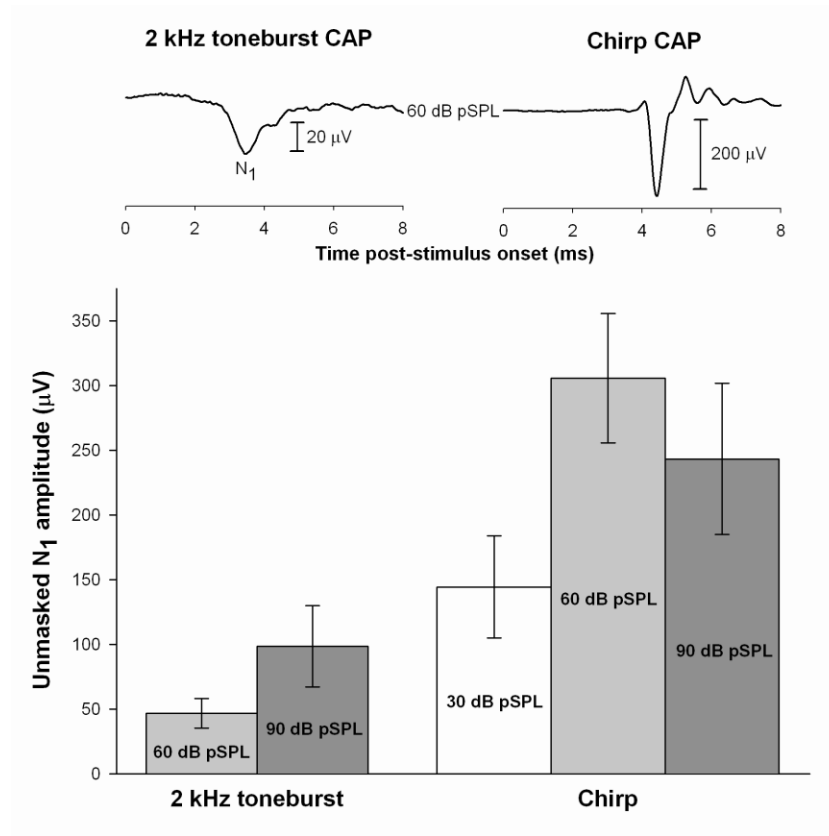 2 kHz toneburst CAP
Chirp CAP
60 dB pSPL
20 μV
200 μV
N1
0 2 4 6 8
0 2 4 6 8
Time post-stimulus onset (ms)
Unmasked N1 amplitude (μV)
350
300
250
200
150
100
50
0
60 dB pSPL
90 dB pSPL
30 dB pSPL
60 dB pSPL
90 dB pSPL
2 kHz toneburst
Chirp